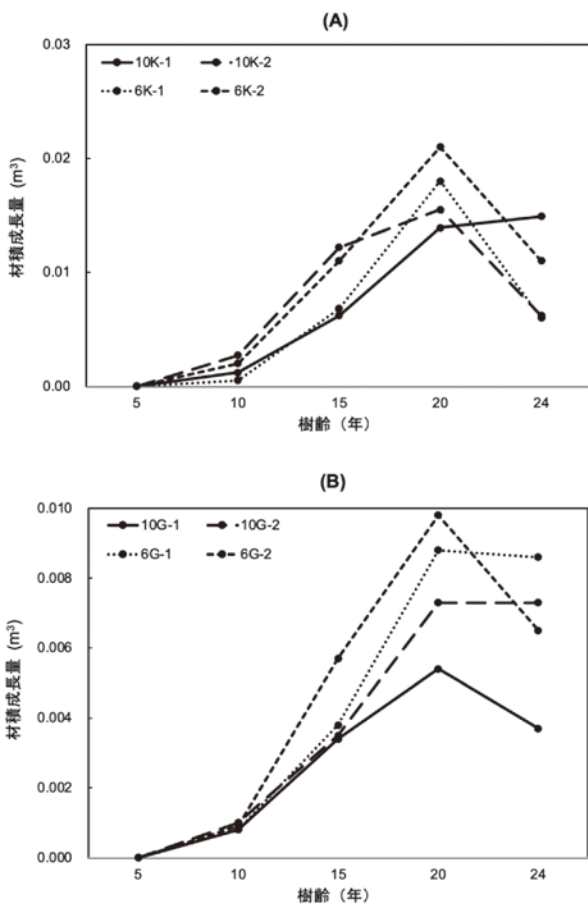 (A)
0.03
10K-1 10K-2
6K-1 6K-2
0.02
材積成長量 (m³)
0.01
0.00
5 10 15 20 24
樹齢（年）
(B)
0.010
10G-1 10G-2
6G-1 6G-2
0.008
0.006
材積成長量 (m³)
0.004
0.002
0.000
5 10 15 20 24
樹齢（年）